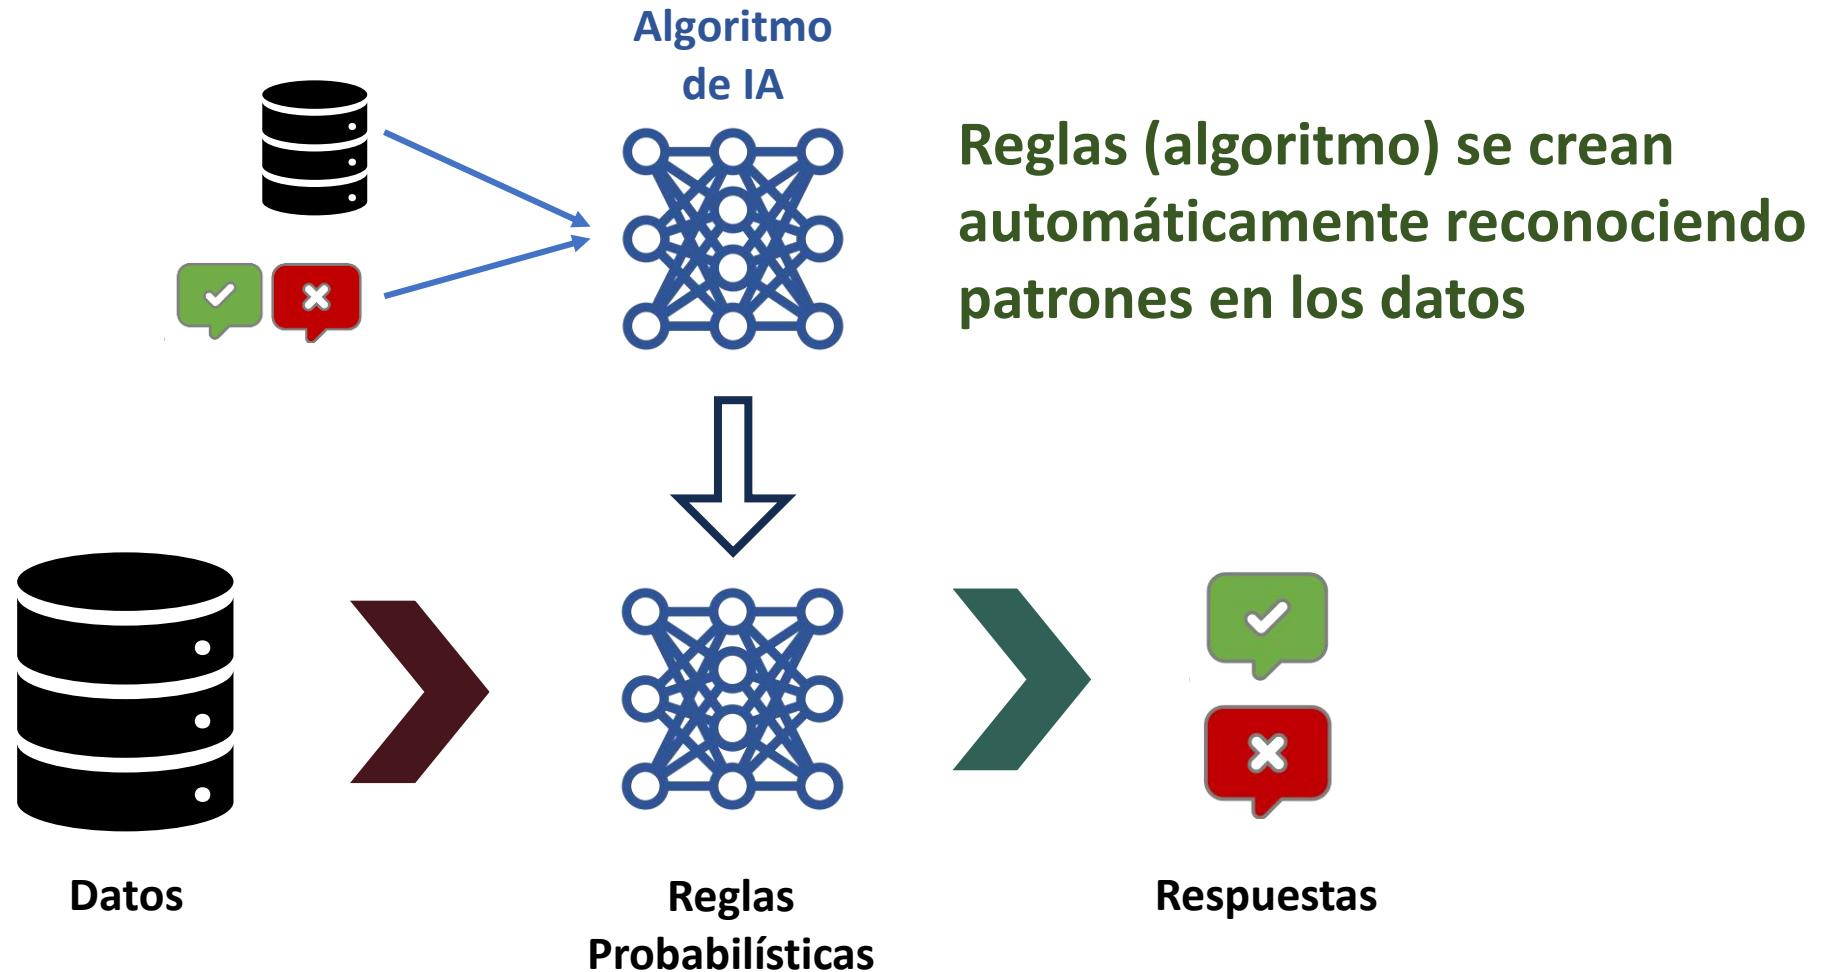 Algoritmo
de IA
Reglas (algoritmo) se crean
automáticamente reconociendo
patrones en los datos
Datos
Reglas
Probabilísticas
Respuestas